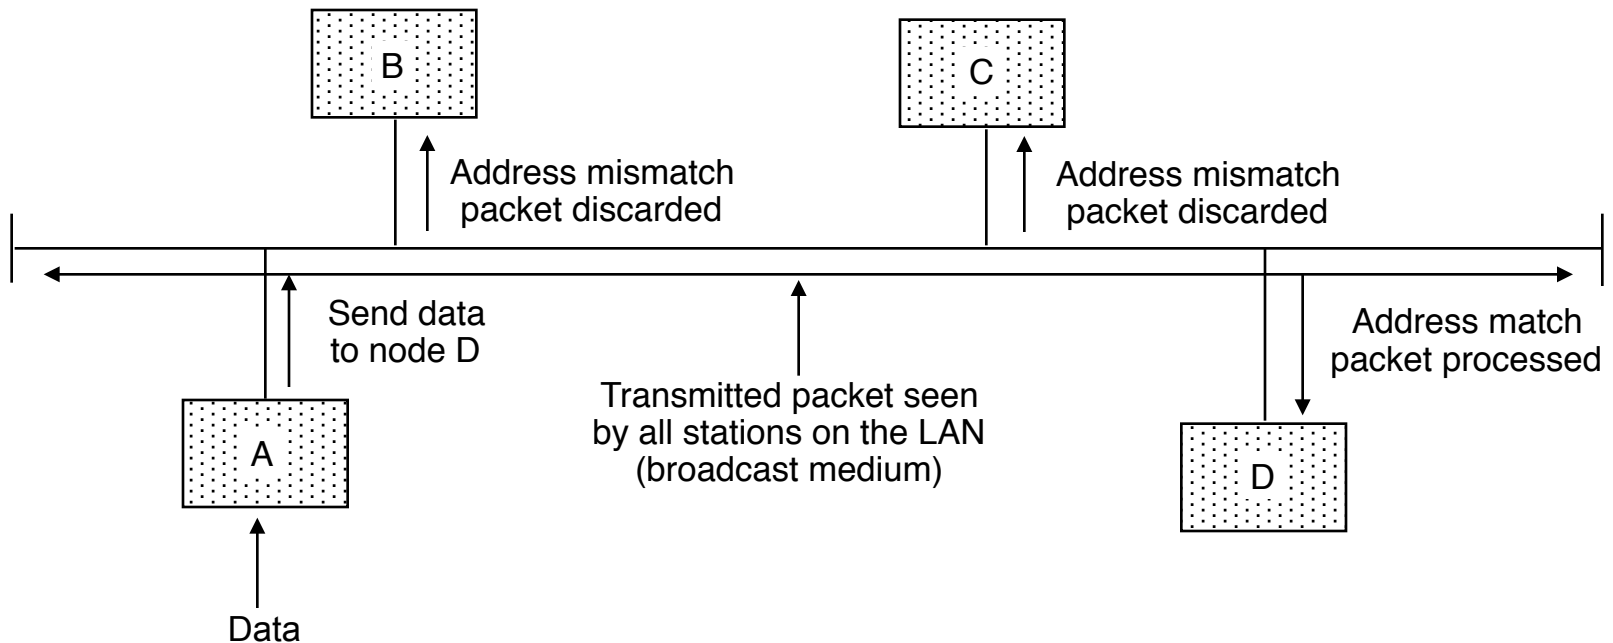 B
C
Address mismatch
packet discarded
Address mismatch
packet discarded
Send data
to node D
Address match
packet processed
Transmitted packet seen
by all stations on the LAN
(broadcast medium)
A
D
Data